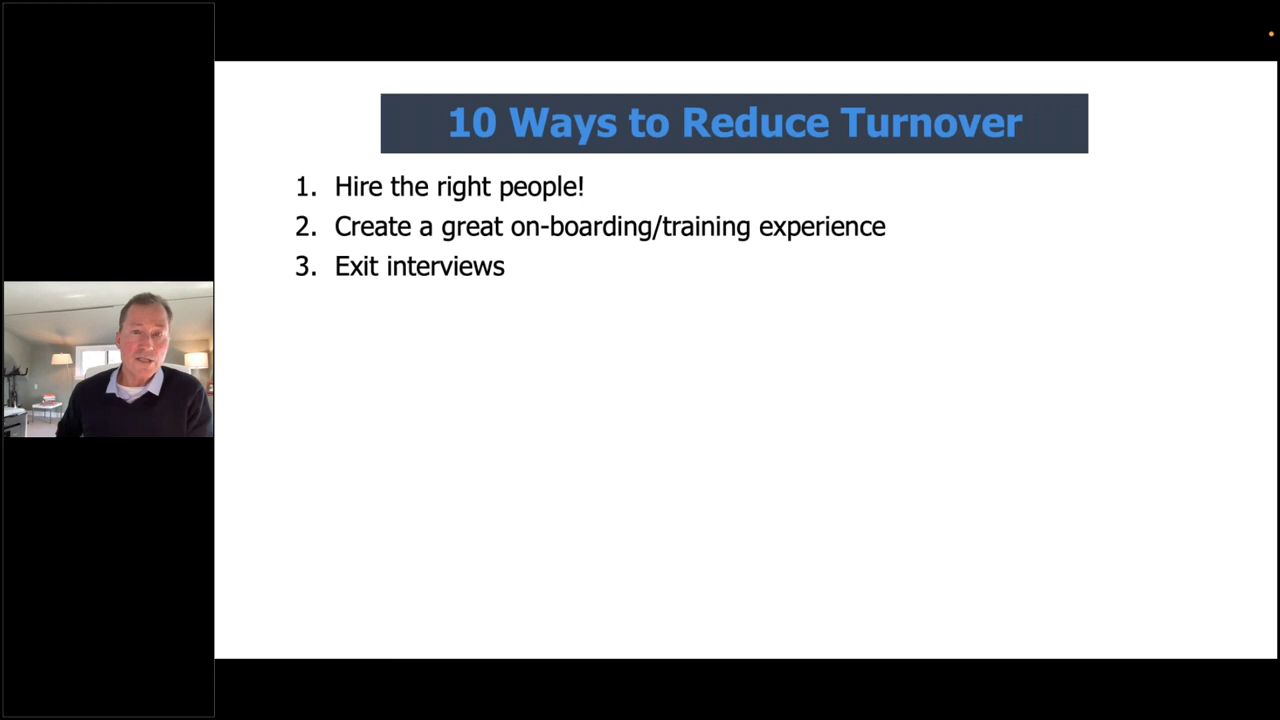 10 Ways to Reduce Turnover
1. Hire the right people!
2. Create a great on-boarding/training experience
3. Exit interviews